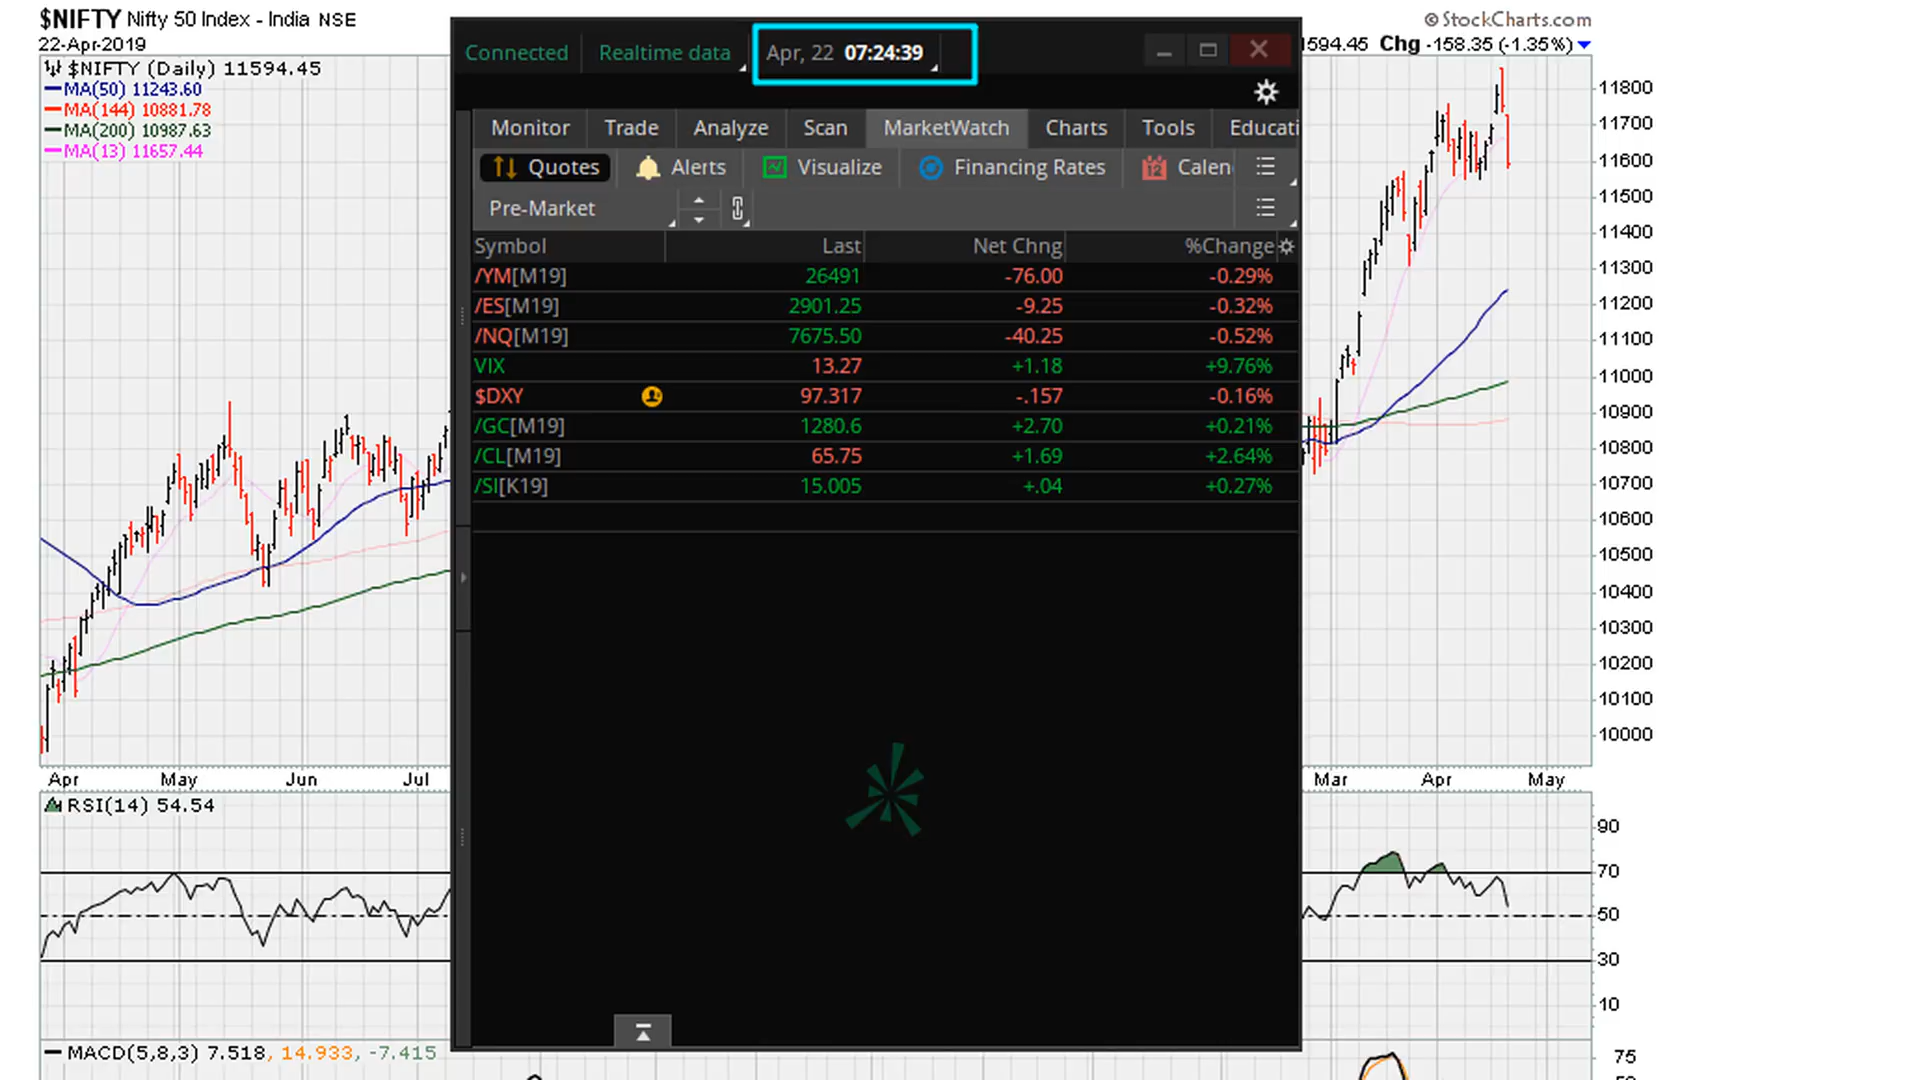 $NIFTY Nifty 50 Index - India NSE
© StockCharts.com
22-Apr-2019
1594.45 Chg -158.35 (-1.35%)
$NIFTY (Daily) 11594.45
MA(50) 11243.60
MA(144) 10881.78
MA(200) 10987.63
MA(13) 11657.44
Connected Realtime data Apr, 22 07:24:39
Monitor Trade Analyze Scan MarketWatch Charts Tools Educati
Quotes Alerts Visualize Financing Rates 12 Calen
Pre-Market
Symbol Last Net Chng %Change
/YM[M19] 26491 -76.00 -0.29%
/ES[M19] 2901.25 -9.25 -0.32%
/NQ[M19] 7675.50 -40.25 -0.52%
VIX 13.27 +1.18 +9.76%
$DXY 97.317 -.157 -0.16%
/GC[M19] 1280.6 +2.70 +0.21%
/CL[M19] 65.75 +1.69 +2.64%
/SI[K19] 15.005 +.04 +0.27%
11800
11700
11600
11500
11400
11300
11200
11100
11000
10900
10800
10700
10600
10500
10400
10300
10200
10100
10000
Apr May Jun Jul Mar Apr May
RSI(14) 54.54
90
70
50
30
10
MACD(5,8,3) 7.518, 14.933, -7.415
75